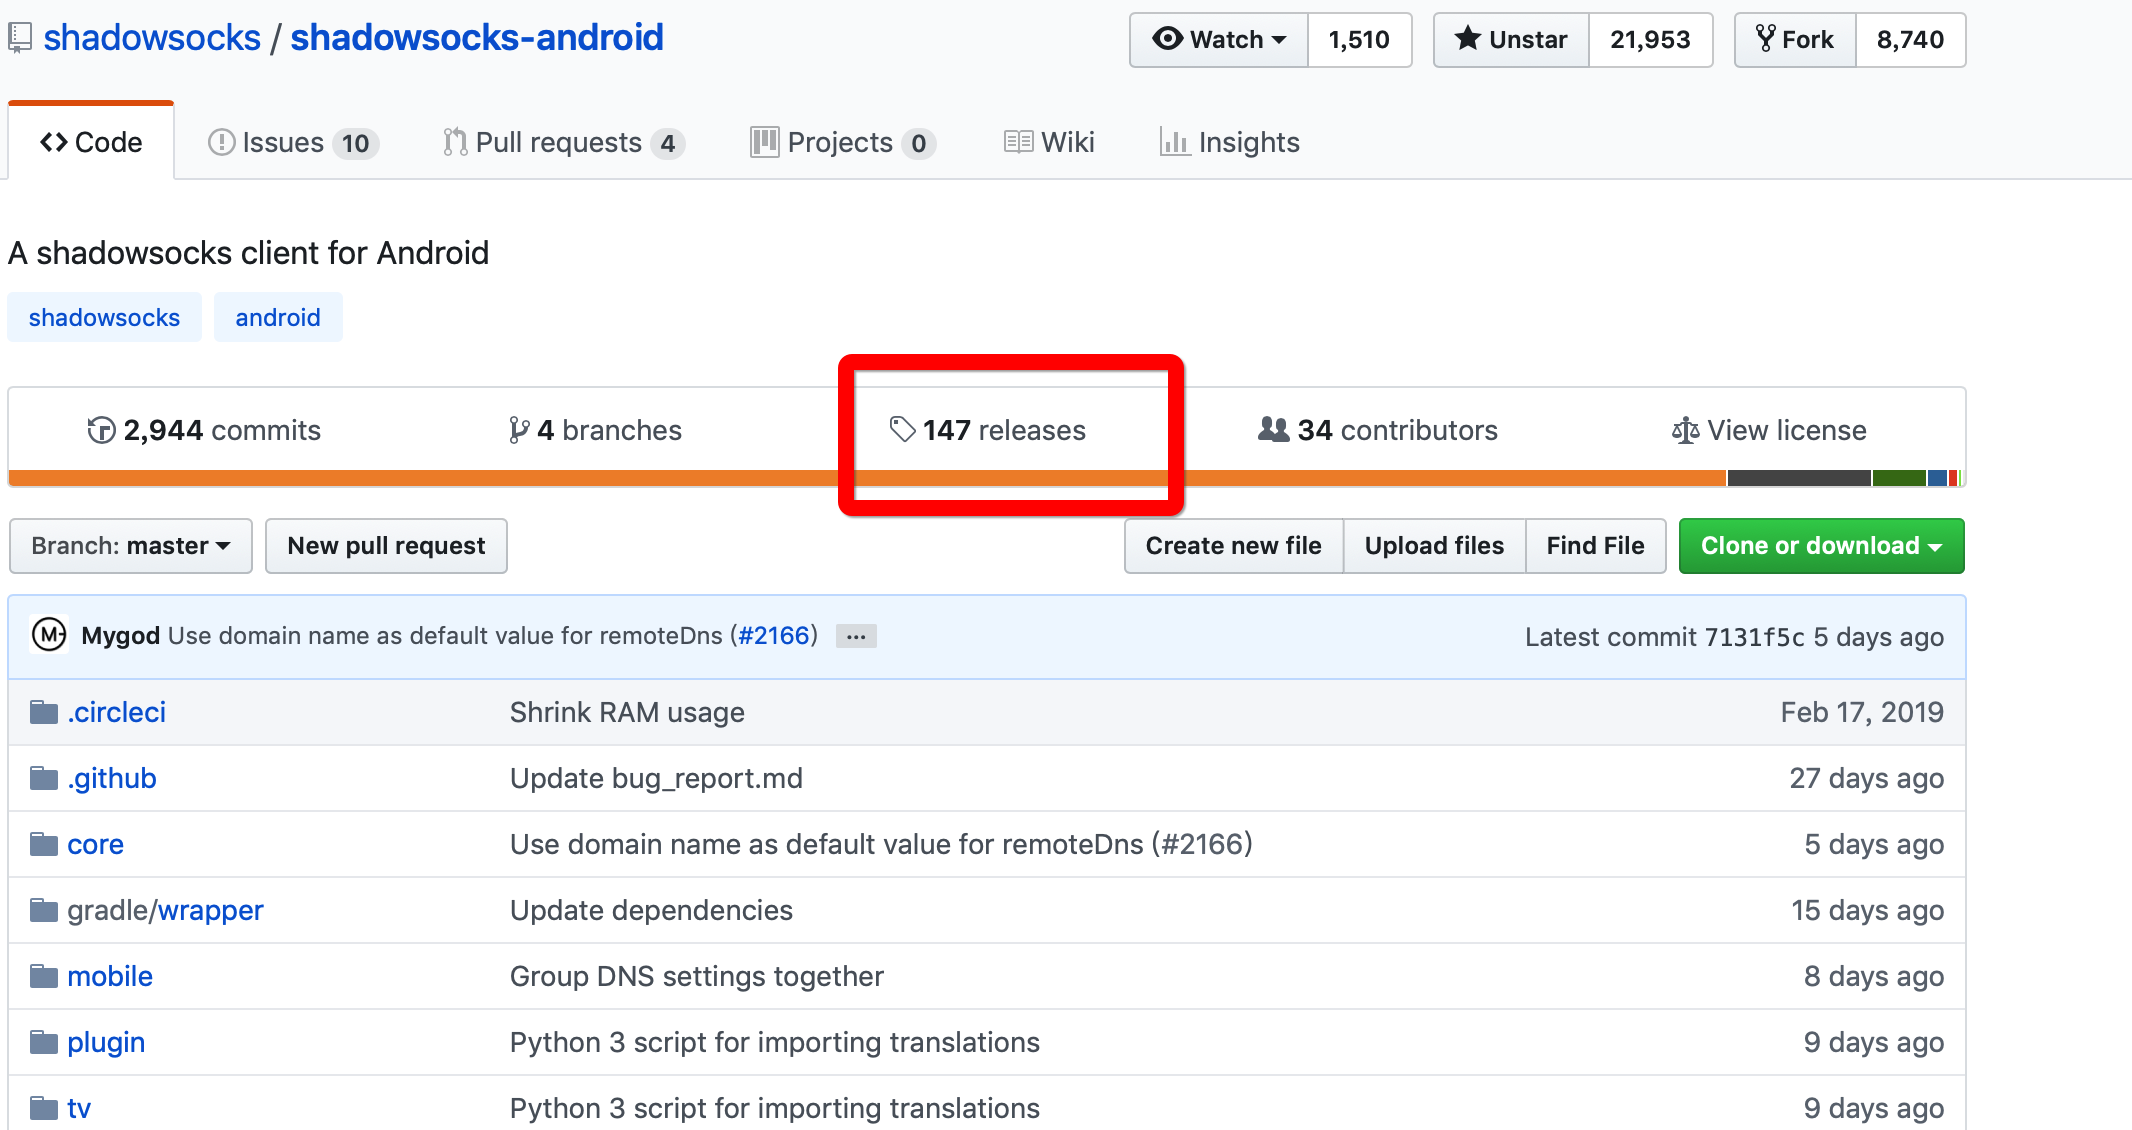 shadowsocks / shadowsocks-android Watch 1,510 Unstar 21,953 Fork 8,740
Code Issues 10 Pull requests 4 Projects 0 Wiki Insights
A shadowsocks client for Android
shadowsocks android
2,944 commits 4 branches 147 releases 34 contributors View license
Branch: master New pull request Create new file Upload files Find File Clone or download
Mygod Use domain name as default value for remoteDns (#2166) ... Latest commit 7131f5c 5 days ago
.circleci Shrink RAM usage Feb 17, 2019
.github Update bug_report.md 27 days ago
core Use domain name as default value for remoteDns (#2166) 5 days ago
gradle/wrapper Update dependencies 15 days ago
mobile Group DNS settings together 8 days ago
plugin Python 3 script for importing translations 9 days ago
tv Python 3 script for importing translations 9 days ago